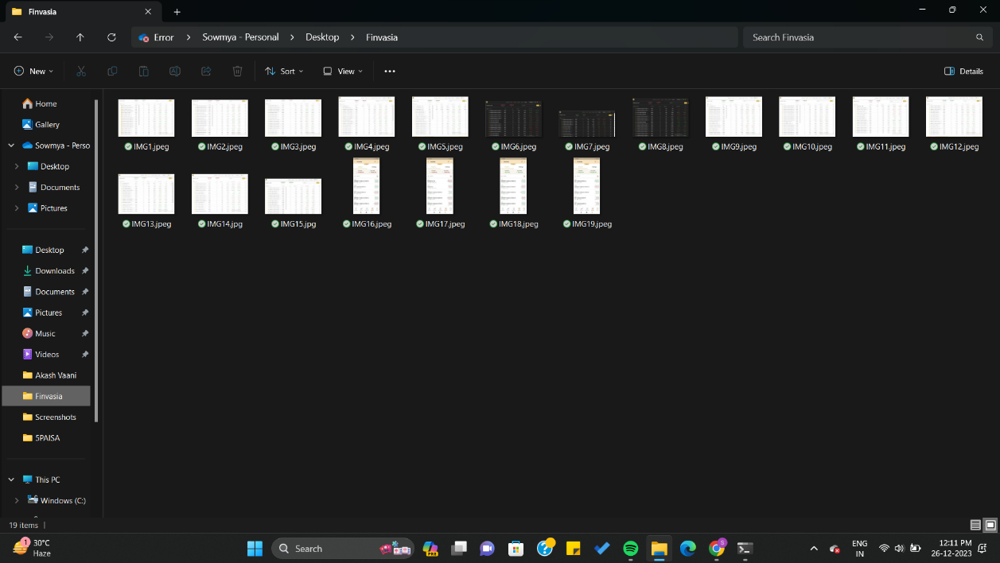 Finvasia
Error > Sowmya - Personal > Desktop > Finvasia
Search Finvasia
New
Sort
View
Details
Home
Gallery
Sowmya - Perso
Desktop
Documents
Pictures
Desktop
Downloads
Documents
Pictures
Music
Videos
Akash Vaani
Finvasia
Screenshots
5PAISA
This PC
Windows (C:)
IMG1.jpeg
IMG2.jpeg
IMG3.jpeg
IMG4.jpeg
IMG5.jpeg
IMG6.jpeg
IMG7.jpeg
IMG8.jpeg
IMG9.jpeg
IMG10.jpeg
IMG11.jpeg
IMG12.jpeg
IMG13.jpeg
IMG14.jpg
IMG15.jpg
IMG16.jpeg
IMG17.jpeg
IMG18.jpeg
IMG19.jpeg
19 items
1
30°C
Haze
Search
PRE
S
ENG
IN
12:11 PM
26-12-2023